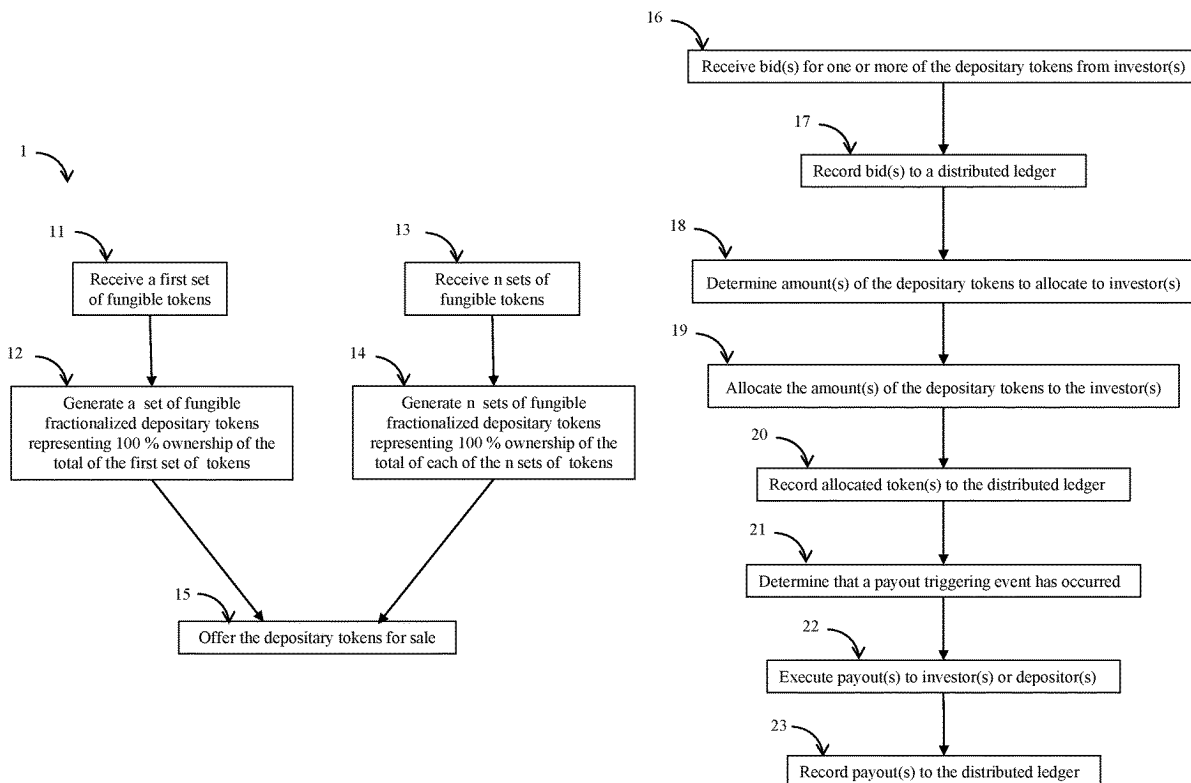 1
11
Receive a first set
of fungible tokens
13
Receive n sets of
fungible tokens
12
Generate a set of fungible
fractionalized depositary tokens
representing 100 % ownership of the
total of the first set of tokens
14
Generate n sets of fungible
fractionalized depositary tokens
representing 100 % ownership of the
total of each of the n sets of tokens
15
Offer the depositary tokens for sale
16
Receive bid(s) for one or more of the depositary tokens from investor(s)
17
Record bid(s) to a distributed ledger
18
Determine amount(s) of the depositary tokens to allocate to investor(s)
19
Allocate the amount(s) of the depositary tokens to the investor(s)
20
Record allocated token(s) to the distributed ledger
21
Determine that a payout triggering event has occurred
22
Execute payout(s) to investor(s) or depositor(s)
23
Record payout(s) to the distributed ledger